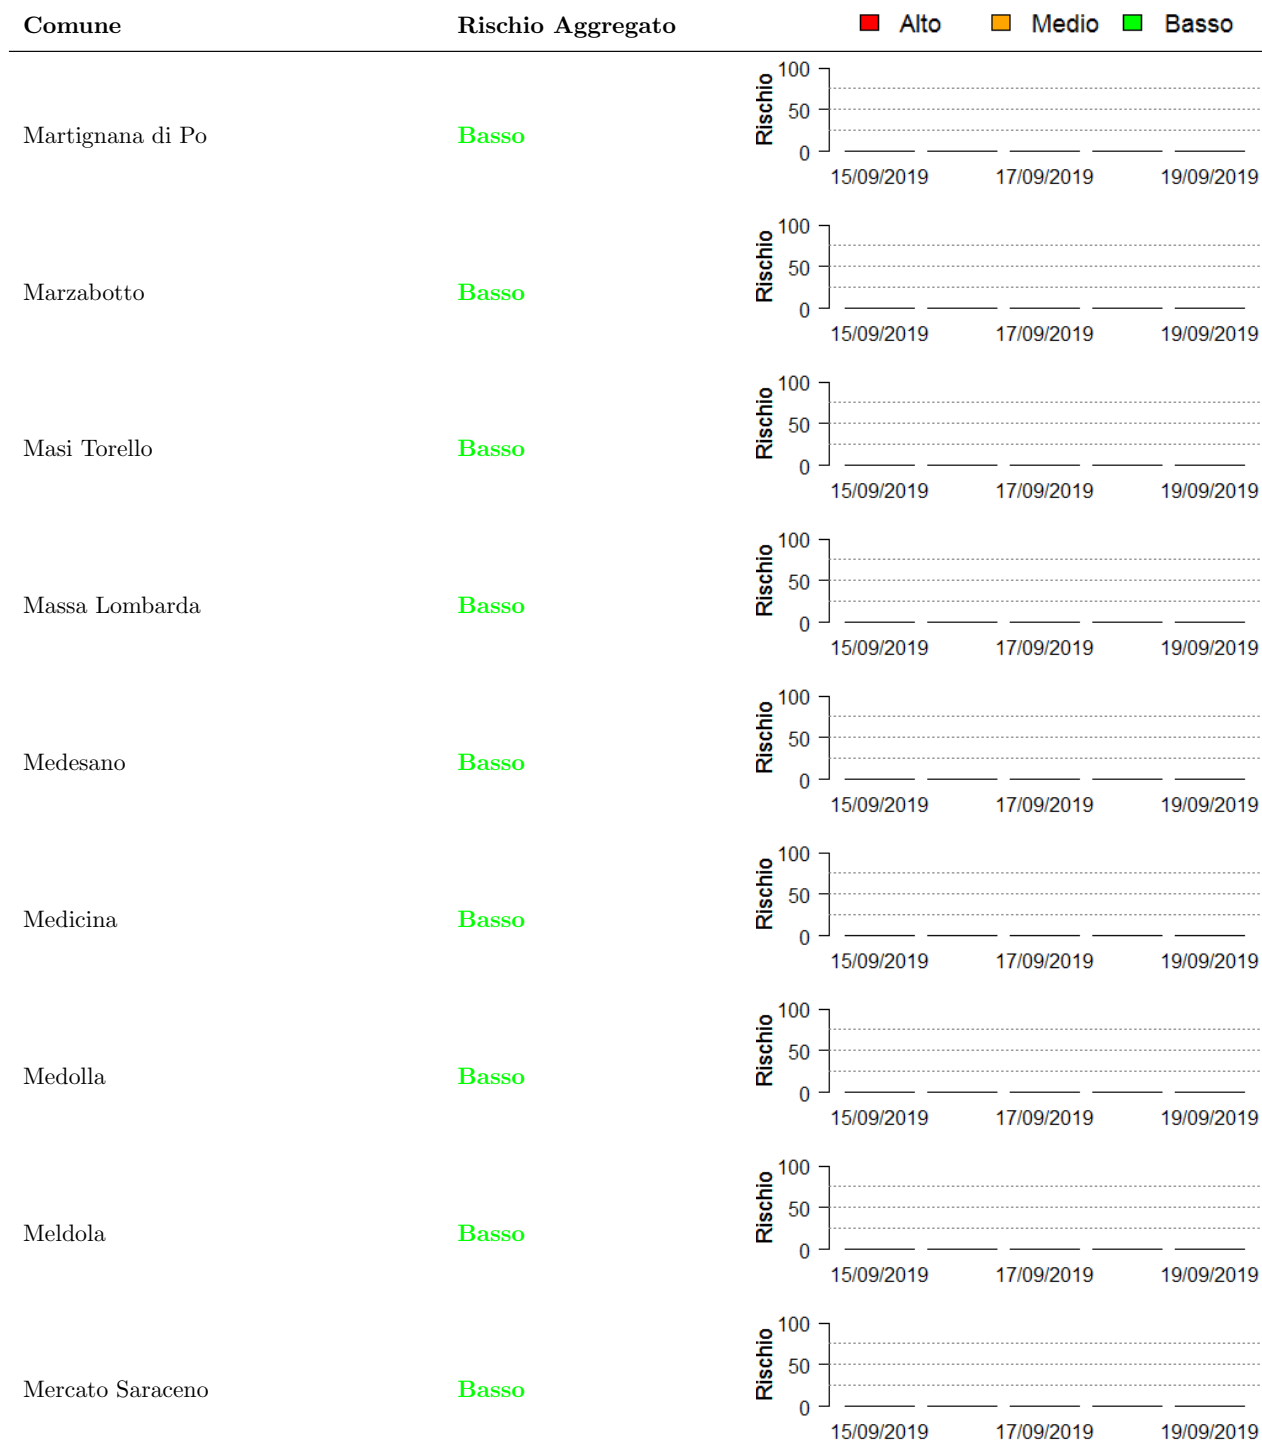 Comune Rischio Aggregato Alto Medio Basso
100
Rischio
50
Martignana di Po Basso
0
15/09/2019 17/09/2019 19/09/2019
100
Rischio
50
Marzabotto Basso
0
15/09/2019 17/09/2019 19/09/2019
100
Rischio
50
Masi Torello Basso
0
15/09/2019 17/09/2019 19/09/2019
100
Rischio
50
Massa Lombarda Basso
0
15/09/2019 17/09/2019 19/09/2019
100
Rischio
50
Medesano Basso
0
15/09/2019 17/09/2019 19/09/2019
100
Rischio
50
Medicina Basso
0
15/09/2019 17/09/2019 19/09/2019
100
Rischio
50
Medolla Basso
0
15/09/2019 17/09/2019 19/09/2019
100
Rischio
50
Meldola Basso
0
15/09/2019 17/09/2019 19/09/2019
100
Rischio
50
Mercato Saraceno Basso
0
15/09/2019 17/09/2019 19/09/2019